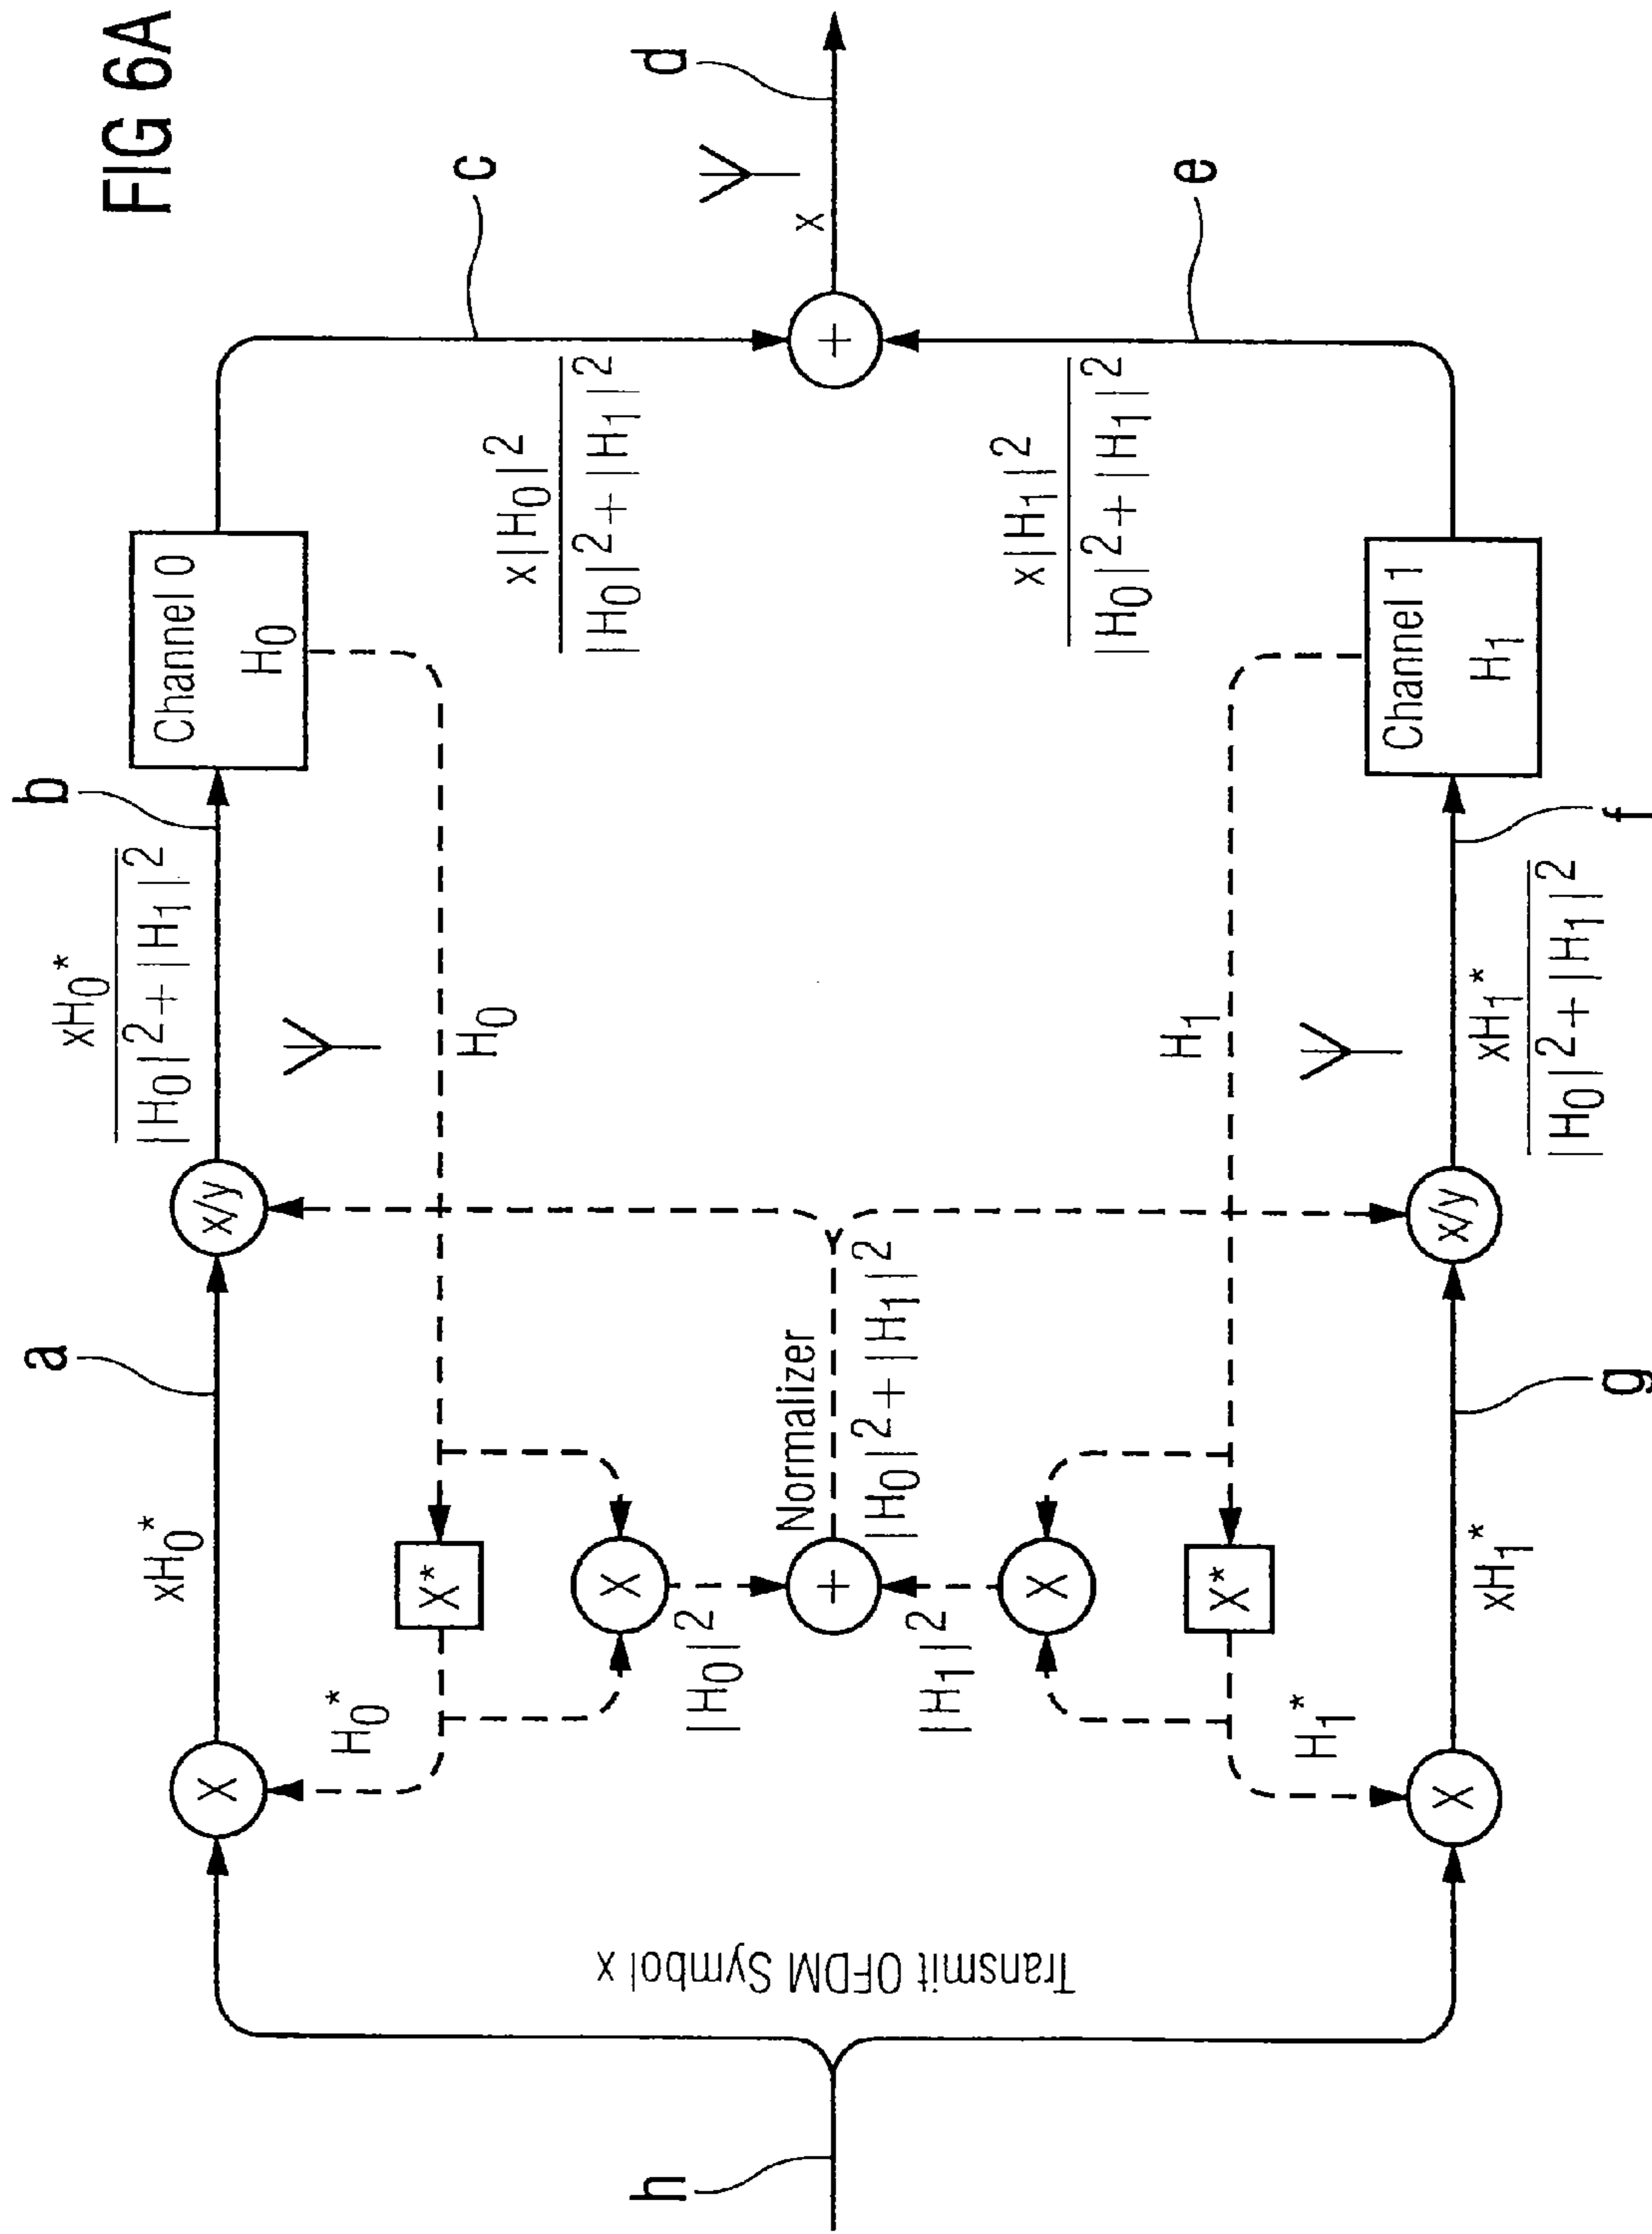 FIG 6A
a
b
c
d
e
f
g
h
Transmit OFDM Symbol x
X
H₀*
xH₀*
x/y
xH₀*
|H₀|²+|H₁|²
Channel 0
H₀
H₀
X*
X
|H₀|²
+
Normalizer
|H₀|²+|H₁|²
|H₁|²
X
X*
H₁
H₁*
X
xH₁*
x/y
xH₁*
|H₀|²+|H₁|²
Channel 1
H₁
x|H₀|²
|H₀|²+|H₁|²
x|H₁|²
|H₀|²+|H₁|²
+
x